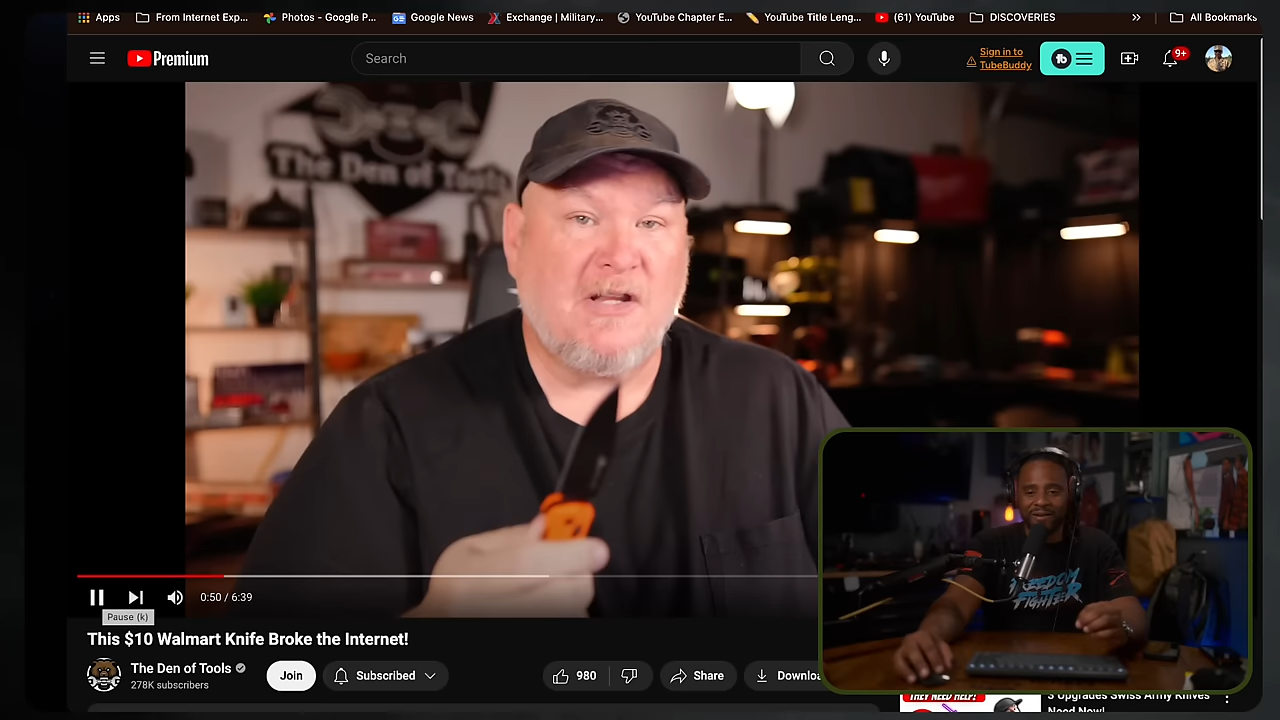 Apps
From Internet Exp...
Photos - Google P...
Google News
Exchange | Military...
YouTube Chapter E...
YouTube Title Leng...
(61) YouTube
DISCOVERIES
»
All Bookmarks
Premium
Search
Sign in to
TubeBuddy
tb
9+
The Den of Tools
FREEDOM
FIGHTER
0:50 / 6:39
Pause (k)
This $10 Walmart Knife Broke the Internet!
The Den of Tools
278K subscribers
Join
Subscribed
980
Share
Downloa
THEY NEED HELP!
3 Upgrades Swiss Army Knives
Need Now!